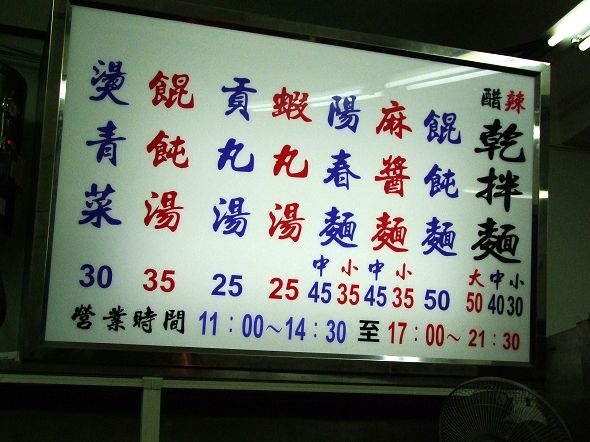 醋辣乾拌麵 大50 中40 小30
餛飩麵 50
麻醬麵 中45 小35
陽春麵 中45 小35
蝦丸湯 25
貢丸湯 25
餛飩湯 35
燙青菜 30
營業時間 11：00～14：30 至 17：00～21：30